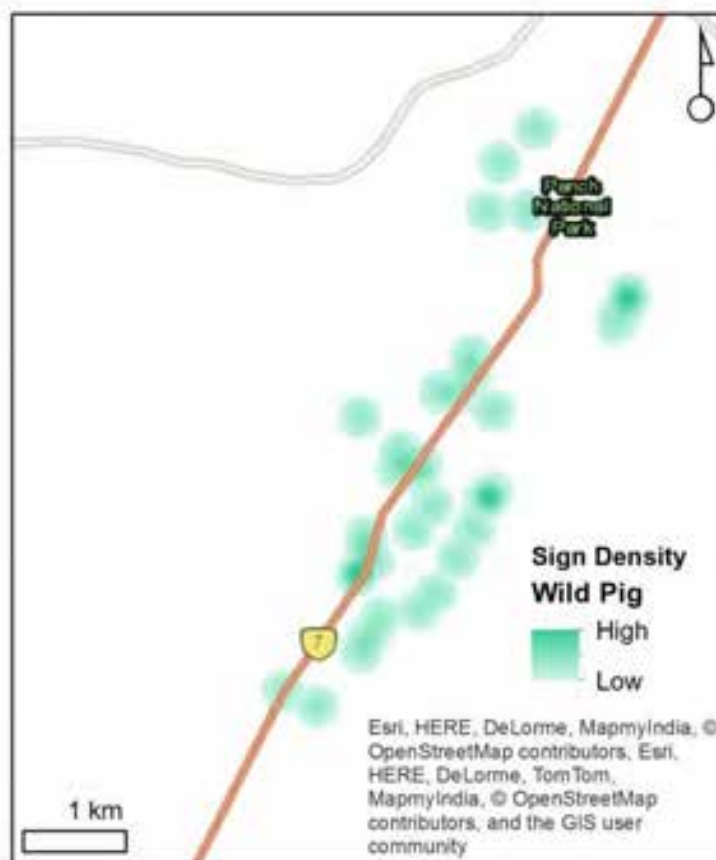 Pench
National
Park
Sign Density
Wild Pig
High
Low
7
Esri, HERE, DeLorme, MapmyIndia, ©
OpenStreetMap contributors, Esri,
HERE, DeLorme, TomTom,
MapmyIndia, © OpenStreetMap
contributors, and the GIS user
community
1 km